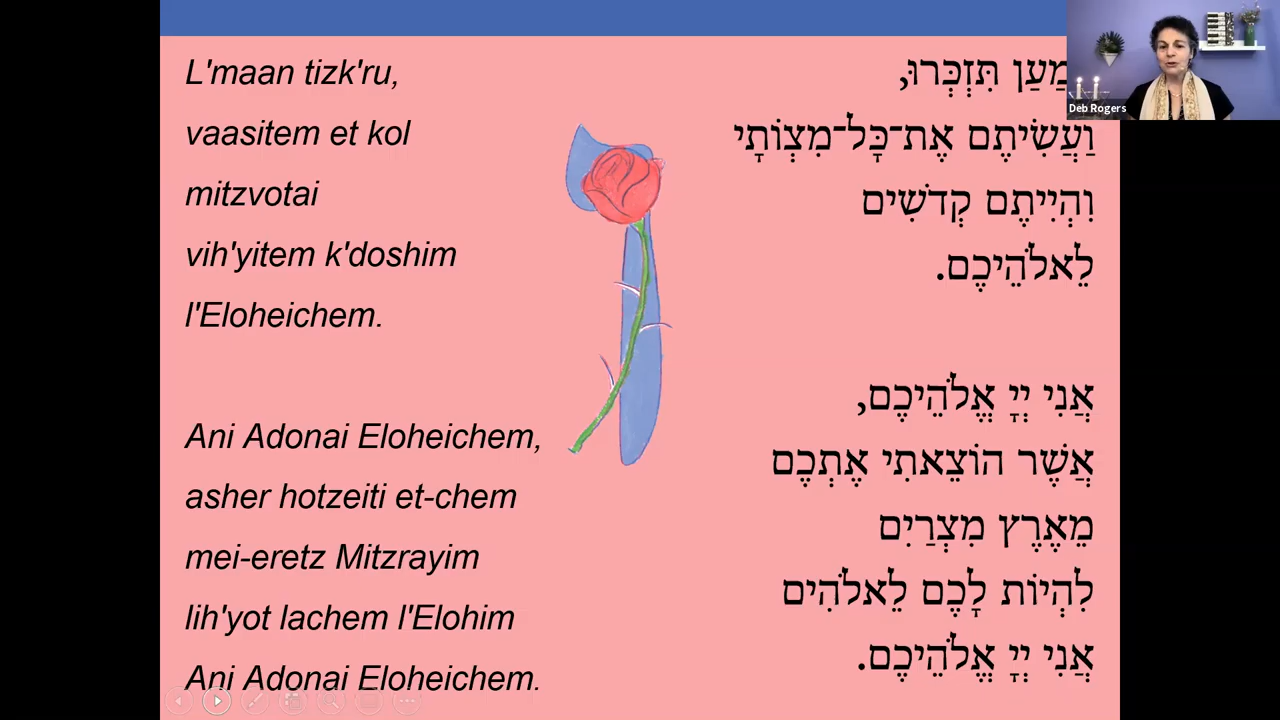 L'maan tizk'ru,
vaasitem et kol
mitzvotai
vih'yitem k'doshim
l'Eloheichem.
Ani Adonai Eloheichem,
asher hotzeiti et-chem
mei-eretz Mitzrayim
lih'yot lachem l'Elohim
Ani Adonai Eloheichem.
מַעַן תִּזְכְּרוּ,
וַעֲשִׂיתֶם אֶת־כָּל־מִצְוֹתָי
וִהְיִיתֶם קְדֹשִׁים
לֵאלֹהֵיכֶם.
אֲנִי יְיָ אֱלֹהֵיכֶם,
אֲשֶׁר הוֹצֵאתִי אֶתְכֶם
מֵאֶרֶץ מִצְרַיִם
לִהְיוֹת לָכֶם לֵאלֹהִים
אֲנִי יְיָ אֱלֹהֵיכֶם.
Deb Rogers